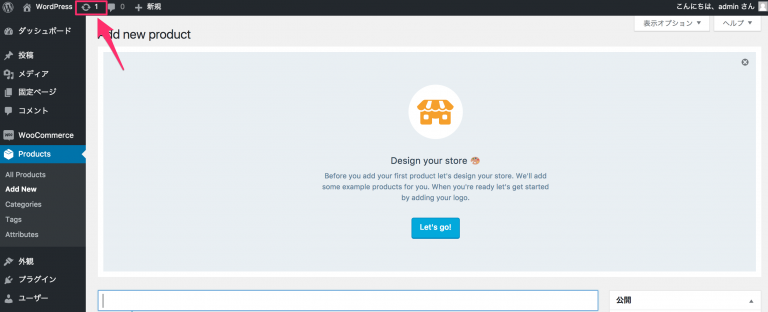 WordPress 1 0 新規 こんにちは、admin さん
表示オプション ヘルプ
Add new product
ダッシュボード
投稿
メディア
固定ページ
コメント
WooCommerce
Products
All Products
Add New
Categories
Tags
Attributes
外観
プラグイン
ユーザー
Design your store
Before you add your first product let's design your store. We'll add
some example products for you. When you're ready let's get started
by adding your logo.
Let's go!
公開